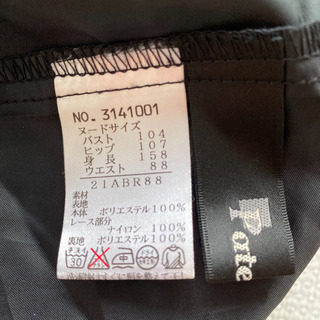 NO. 3141001
ヌードサイズ
バスト 104
ヒップ 107
身長 158
ウエスト 88
21ABR88
素材
表地
本体 ポリエステル100%
レース部分
ナイロン 100%
裏地 ポリエステル100%
30